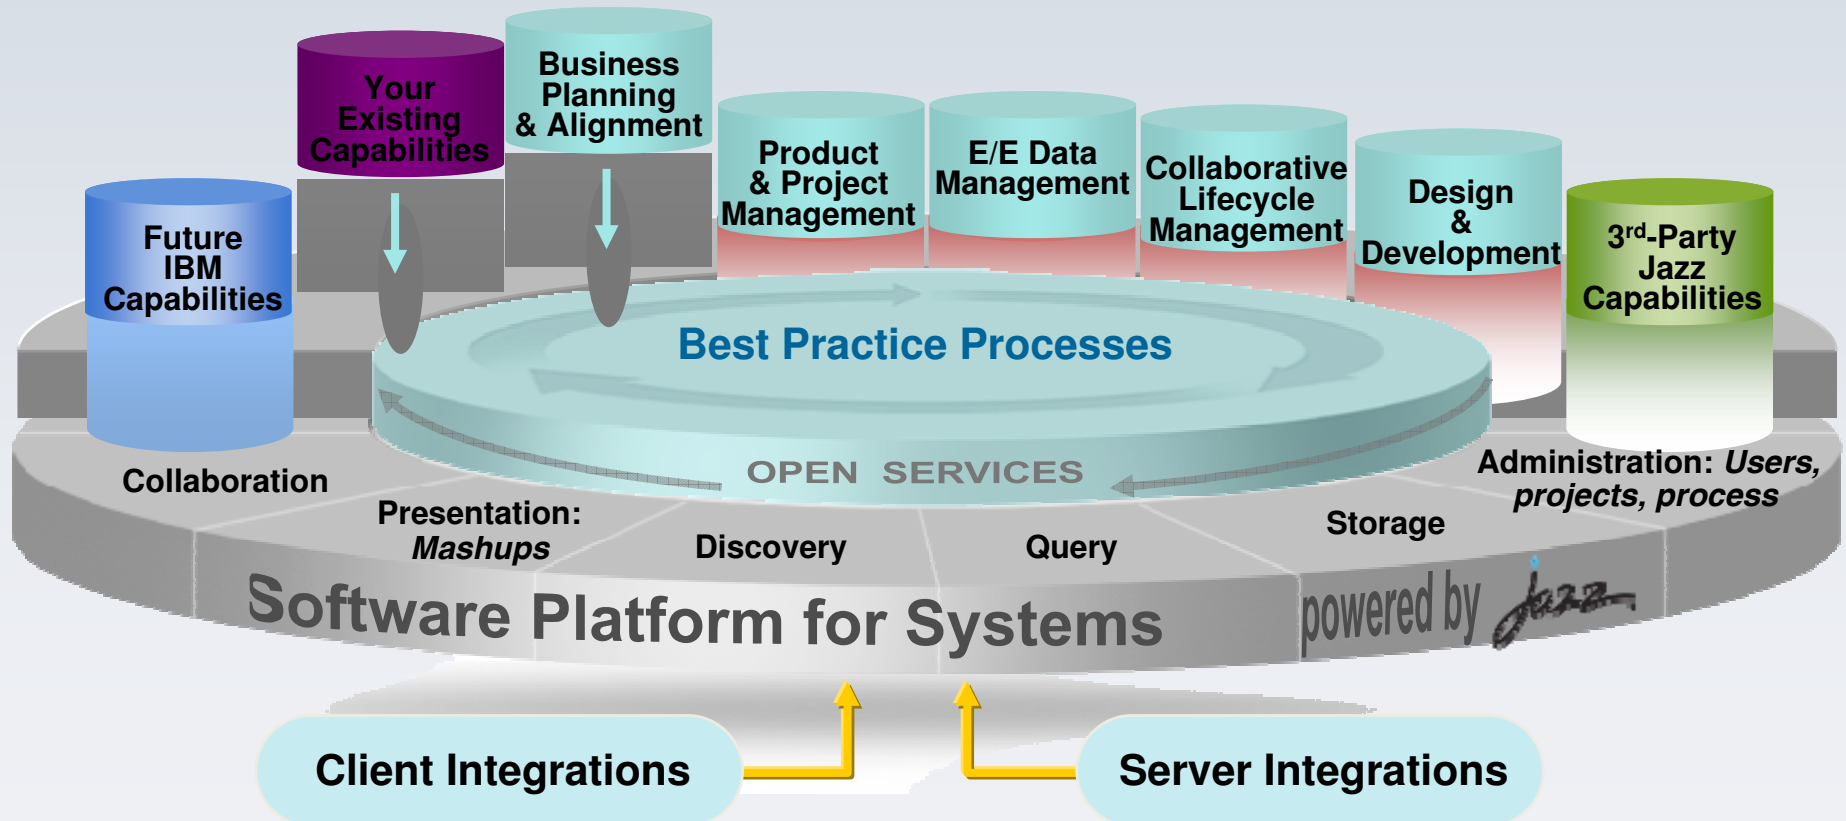 Your
Existing
Capabilities
Business
Planning
& Alignment
Product
& Project
Management
E/E Data
Management
Collaborative
Lifecycle
Management
Design
&
Development
Future
IBM
Capabilities
3rd-Party
Jazz
Capabilities
Best Practice Processes
OPEN SERVICES
Collaboration
Presentation:
Mashups
Discovery
Query
Storage
Administration: Users,
projects, process
Software Platform for Systems
powered by jazz
Client Integrations
Server Integrations